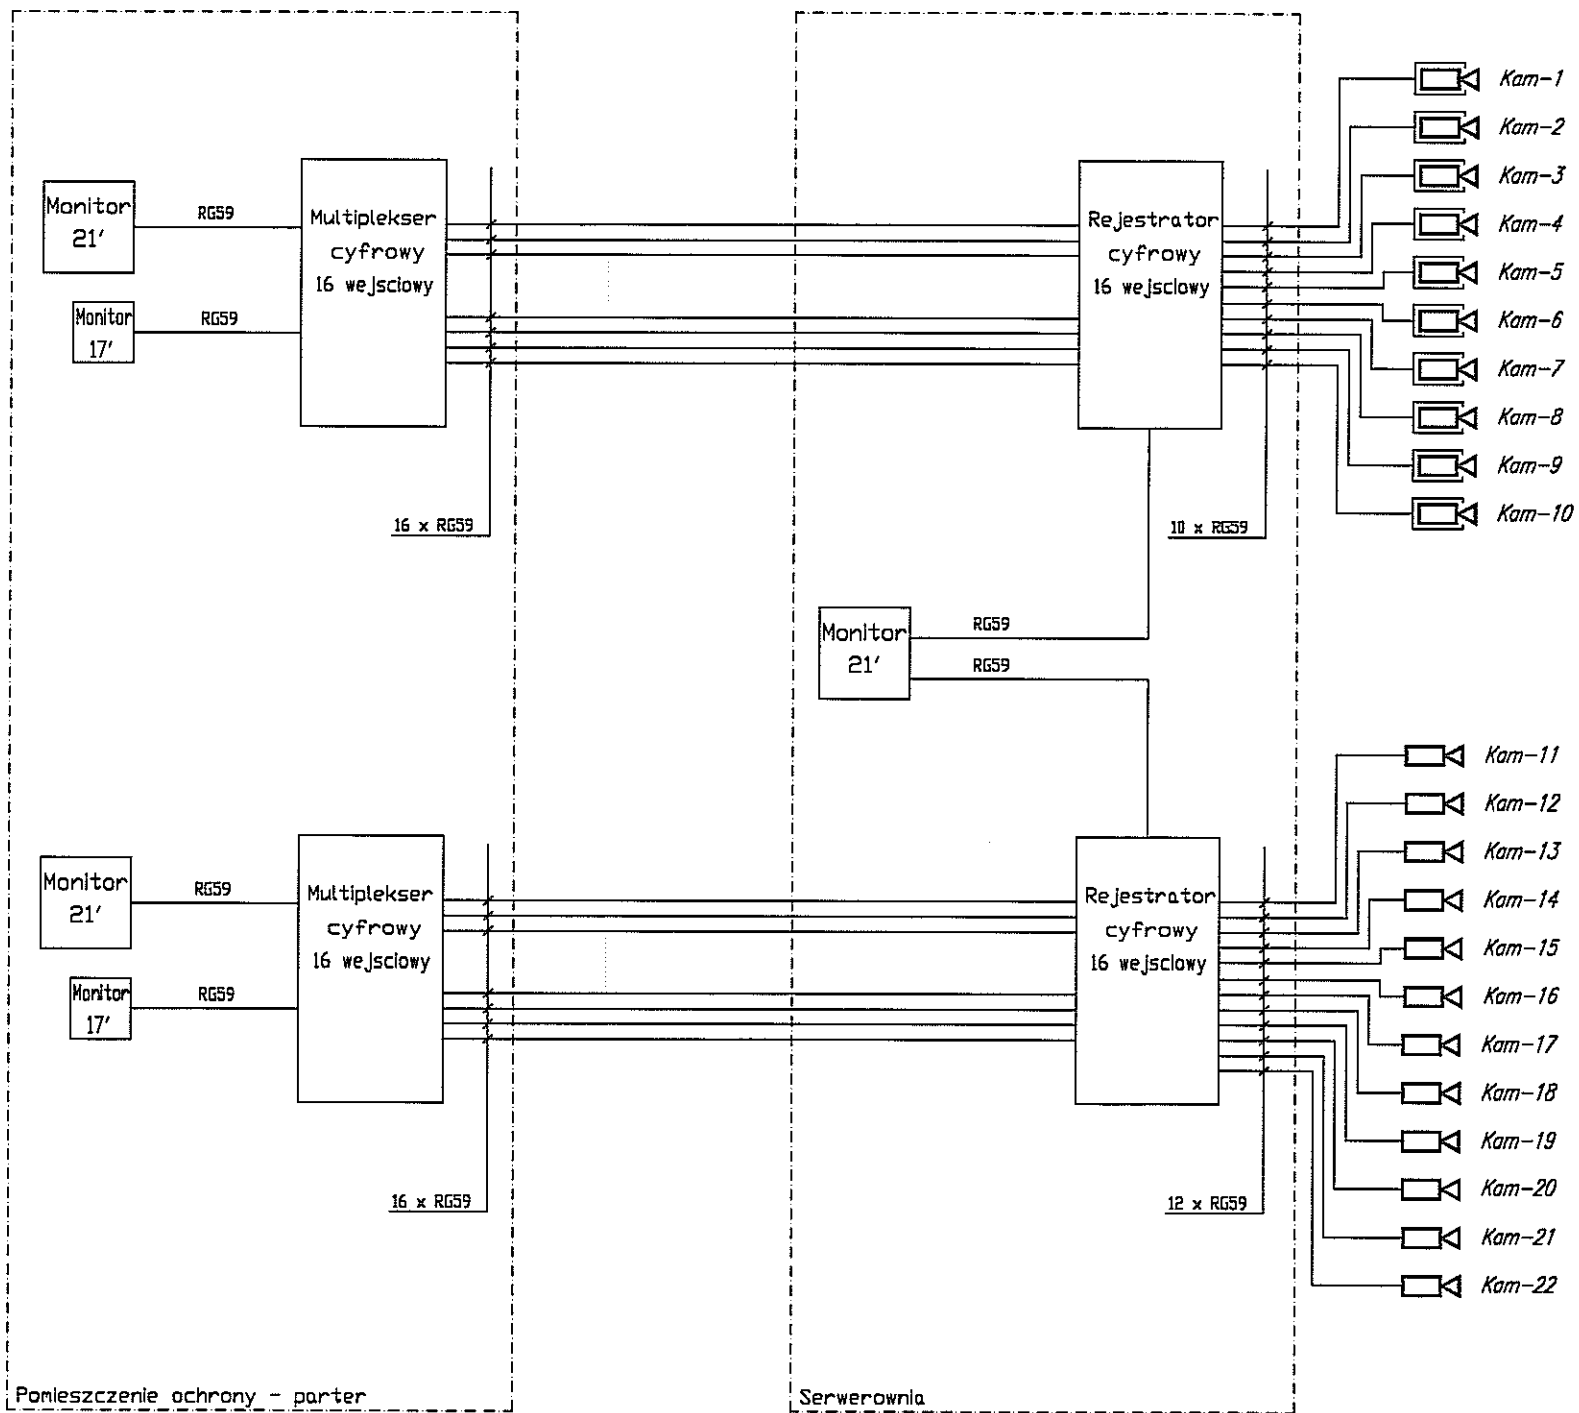 Kam-1
Kam-2
Kam-3
Kam-4
Kam-5
Kam-6
Kam-7
Kam-8
Kam-9
Kam-10
Monitor
21'
RG59
Multiplekser
cyfrowy
16 wejsciowy
Monitor
17'
RG59
16 x RG59
Rejestrator
cyfrowy
16 wejsciowy
10 x RG59
Monitor
21'
RG59
RG59
Kam-11
Kam-12
Kam-13
Kam-14
Kam-15
Kam-16
Kam-17
Kam-18
Kam-19
Kam-20
Kam-21
Kam-22
Monitor
21'
RG59
Multiplekser
cyfrowy
16 wejsciowy
Monitor
17'
RG59
16 x RG59
Rejestrator
cyfrowy
16 wejsciowy
12 x RG59
Pomieszczenie ochrony - parter
Serwerownia